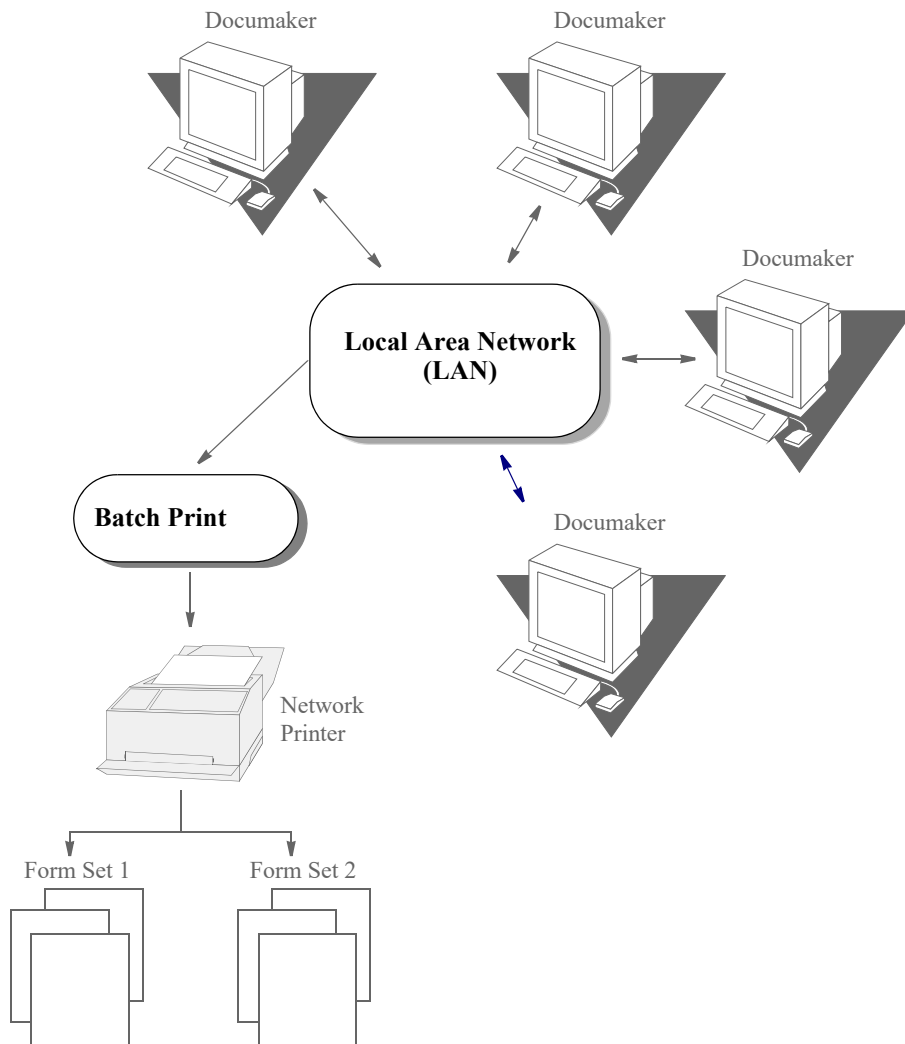 Documaker
Documaker
Documaker
Local Area Network
(LAN)
Batch Print
Documaker
Network
Printer
Form Set 1
Form Set 2